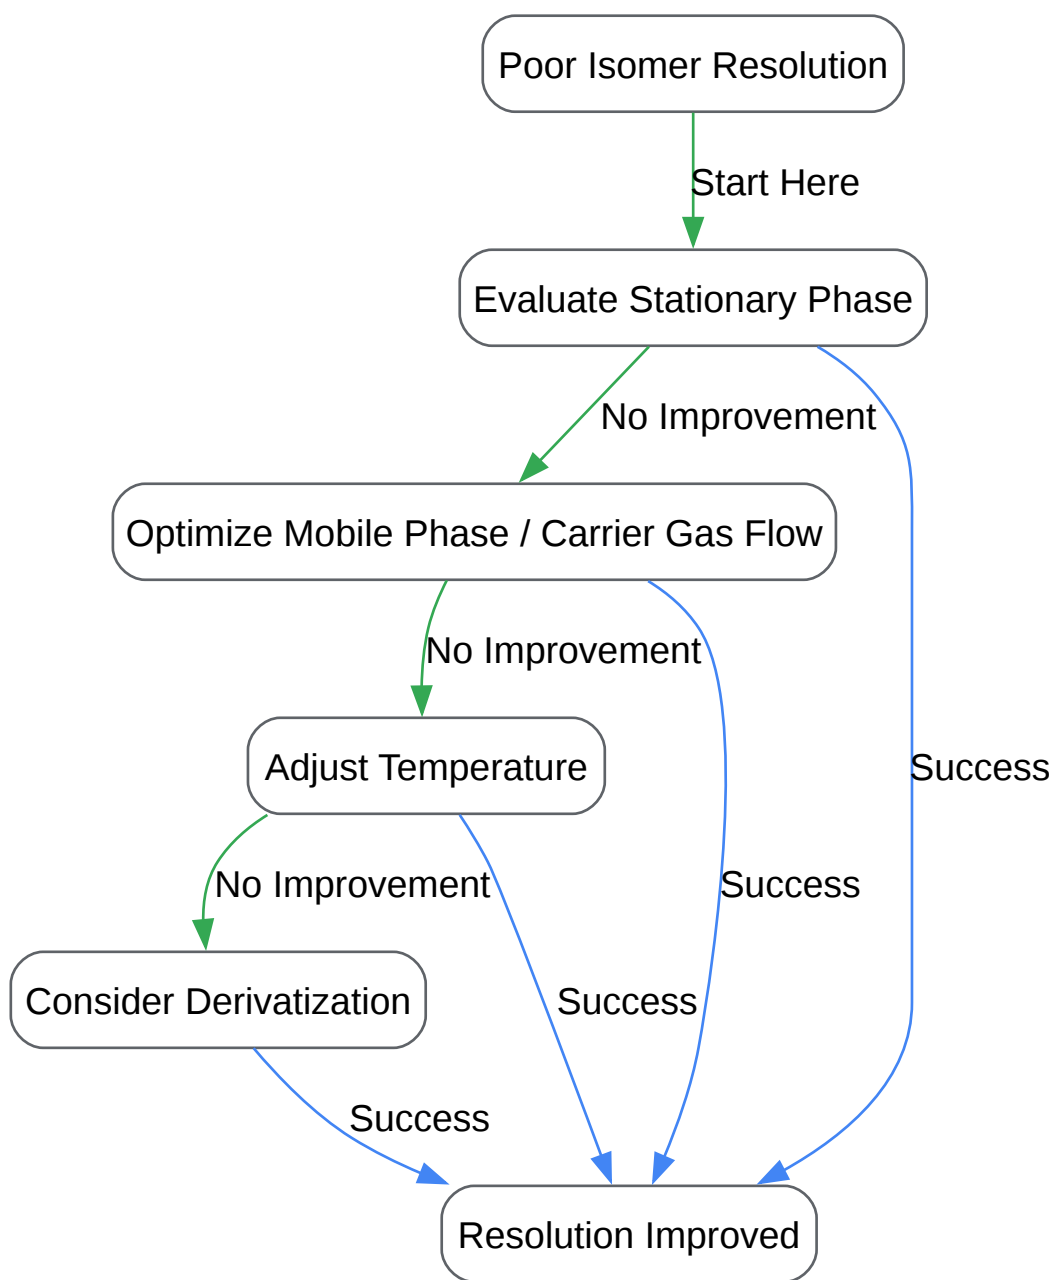 Poor Isomer Resolution
Start Here
Evaluate Stationary Phase
No Improvement
Optimize Mobile Phase / Carrier Gas Flow
No Improvement
Adjust Temperature
Success
No Improvement
Success
Consider Derivatization
Success
Success
Resolution Improved